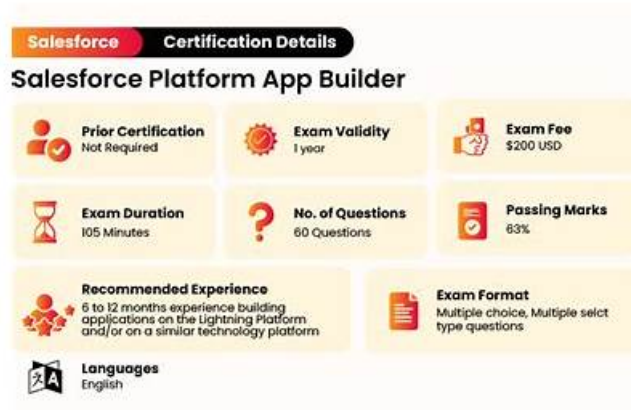 Salesforce Certification Details
Salesforce Platform App Builder
Prior Certification
Not Required
Exam Validity
1 year
Exam Fee
$200 USD
Exam Duration
105 Minutes
No. of Questions
60 Questions
Passing Marks
63%
Recommended Experience
6 to 12 months experience building
applications on the Lightning Platform
and/or on a similar technology platform
Exam Format
Multiple choice, Multiple selct
type questions
Languages
English